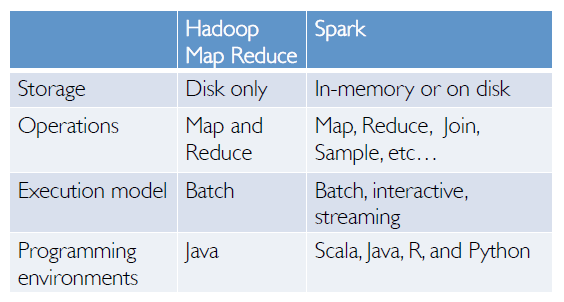 Hadoop Map Reduce
Spark
Storage
Disk only
In-memory or on disk
Operations
Map and Reduce
Map, Reduce, Join, Sample, etc…
Execution model
Batch
Batch, interactive, streaming
Programming environments
Java
Scala, Java, R, and Python